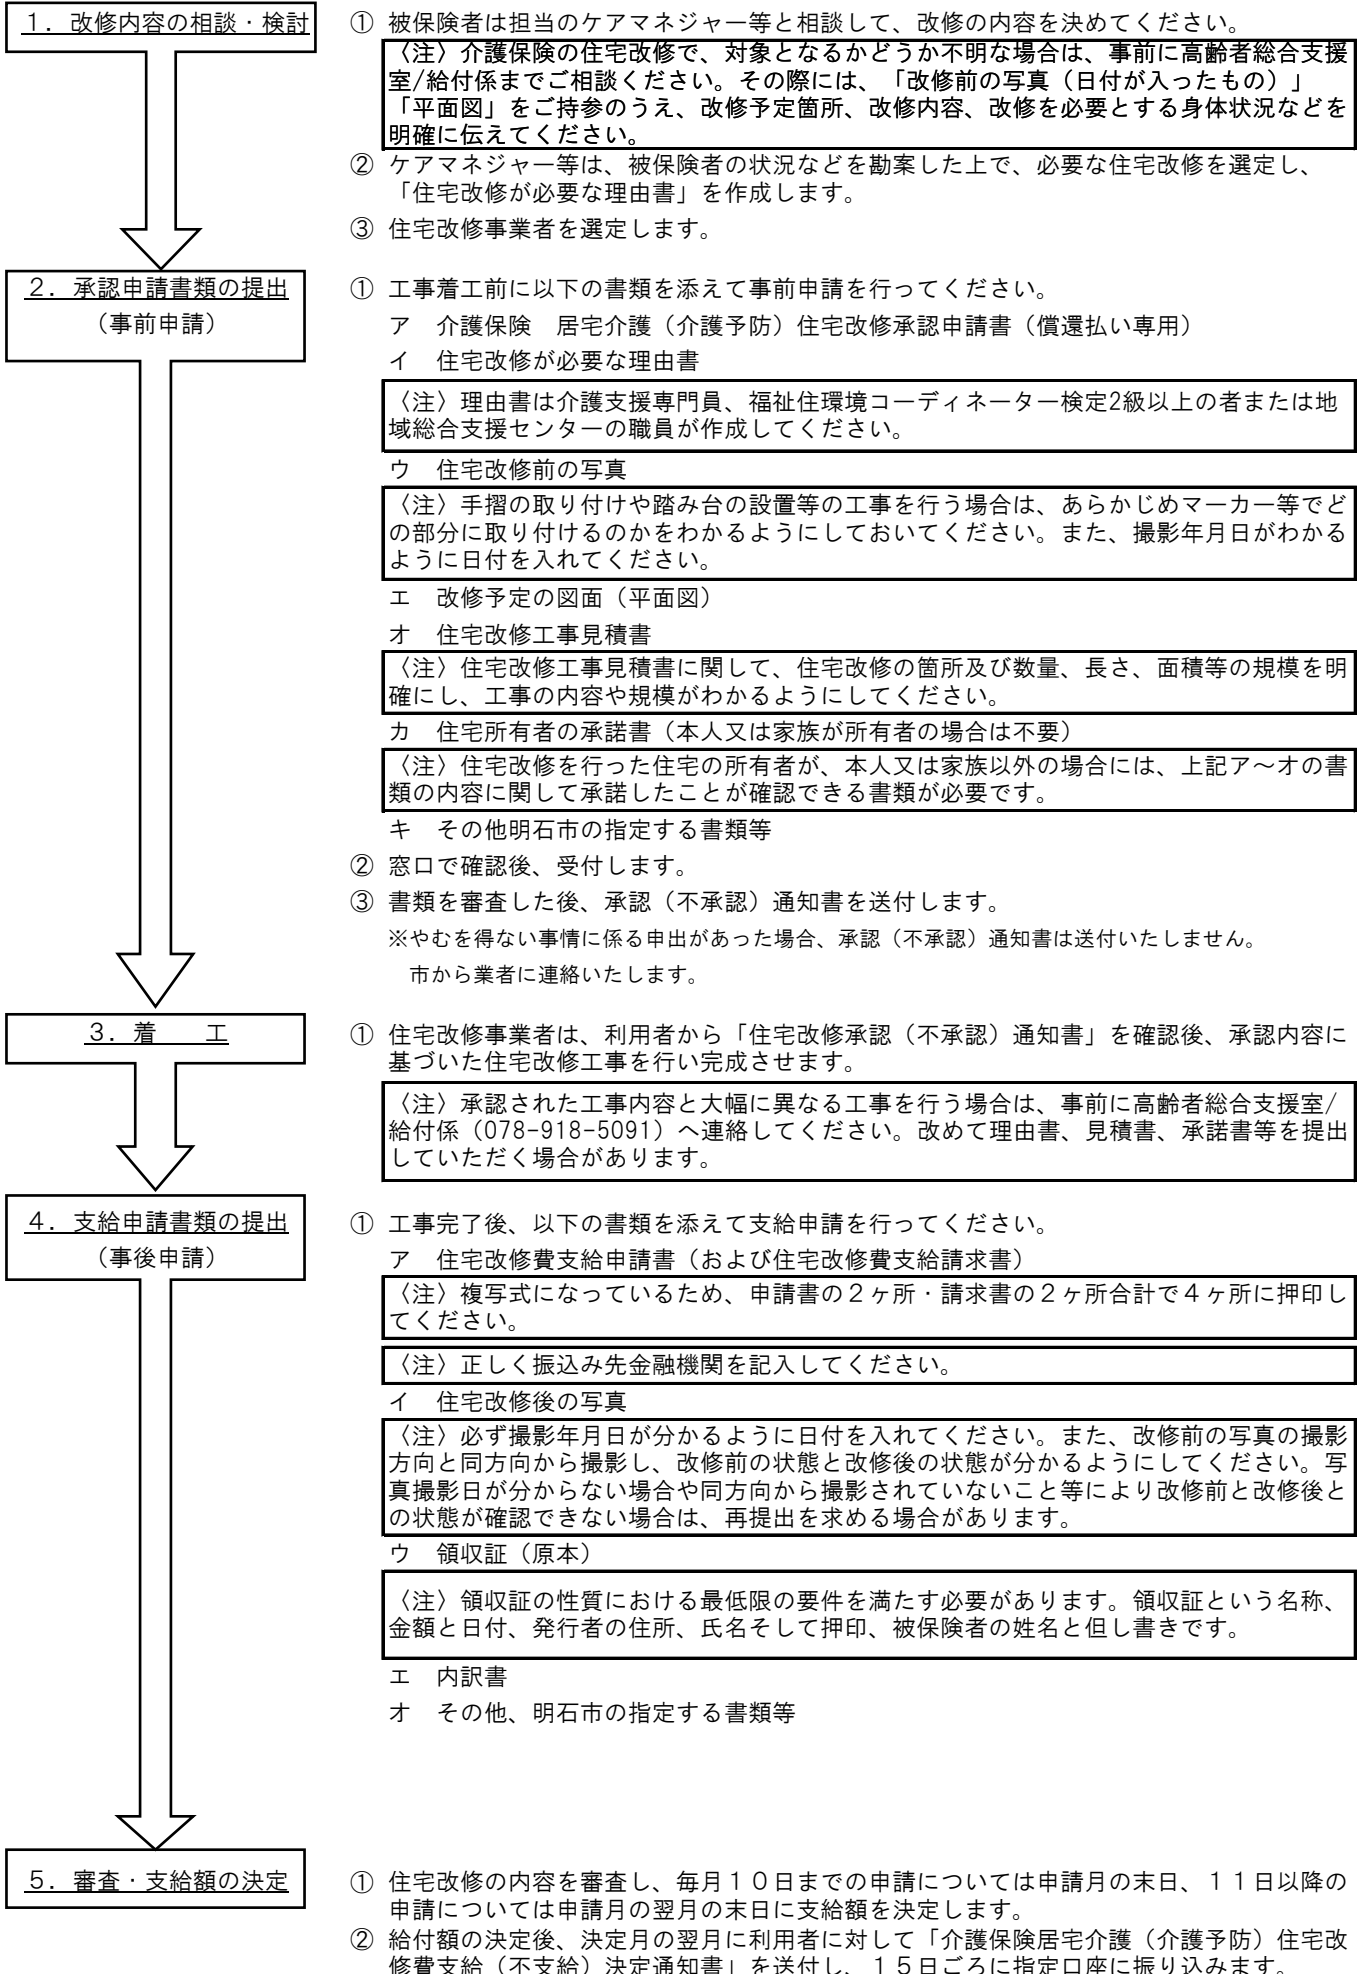 １．改修内容の相談・検討
① 被保険者は担当のケアマネジャー等と相談して、改修の内容を決めてください。
〈注〉介護保険の住宅改修で、対象となるかどうか不明な場合は、事前に高齢者総合支援
室/給付係までご相談ください。その際には、「改修前の写真（日付が入ったもの）」
「平面図」をご持参のうえ、改修予定箇所、改修内容、改修を必要とする身体状況などを
明確に伝えてください。
② ケアマネジャー等は、被保険者の状況などを勘案した上で、必要な住宅改修を選定し、
「住宅改修が必要な理由書」を作成します。
③ 住宅改修事業者を選定します。
２．承認申請書類の提出
（事前申請）
① 工事着工前に以下の書類を添えて事前申請を行ってください。
ア　介護保険　居宅介護（介護予防）住宅改修承認申請書（償還払い専用）
イ　住宅改修が必要な理由書
〈注〉理由書は介護支援専門員、福祉住環境コーディネーター検定2級以上の者または地
域総合支援センターの職員が作成してください。
ウ　住宅改修前の写真
〈注〉手摺の取り付けや踏み台の設置等の工事を行う場合は、あらかじめマーカー等でど
の部分に取り付けるのかをわかるようにしておいてください。また、撮影年月日がわかる
ように日付を入れてください。
エ　改修予定の図面（平面図）
オ　住宅改修工事見積書
〈注〉住宅改修工事見積書に関して、住宅改修の箇所及び数量、長さ、面積等の規模を明
確にし、工事の内容や規模がわかるようにしてください。
カ　住宅所有者の承諾書（本人又は家族が所有者の場合は不要）
〈注〉住宅改修を行った住宅の所有者が、本人又は家族以外の場合には、上記ア～オの書
類の内容に関して承諾したことが確認できる書類が必要です。
キ　その他明石市の指定する書類等
② 窓口で確認後、受付します。
③ 書類を審査した後、承認（不承認）通知書を送付します。
※やむを得ない事情に係る申出があった場合、承認（不承認）通知書は送付いたしません。
市から業者に連絡いたします。
３．着　　工
① 住宅改修事業者は、利用者から「住宅改修承認（不承認）通知書」を確認後、承認内容に
基づいた住宅改修工事を行い完成させます。
〈注〉承認された工事内容と大幅に異なる工事を行う場合は、事前に高齢者総合支援室/
給付係（078-918-5091）へ連絡してください。改めて理由書、見積書、承諾書等を提出
していただく場合があります。
４．支給申請書類の提出
（事後申請）
① 工事完了後、以下の書類を添えて支給申請を行ってください。
ア　住宅改修費支給申請書（および住宅改修費支給請求書）
〈注〉複写式になっているため、申請書の２ヶ所・請求書の２ヶ所合計で４ヶ所に押印し
てください。
〈注〉正しく振込み先金融機関を記入してください。
イ　住宅改修後の写真
〈注〉必ず撮影年月日が分かるように日付を入れてください。また、改修前の写真の撮影
方向と同方向から撮影し、改修前の状態と改修後の状態が分かるようにしてください。写
真撮影日が分からない場合や同方向から撮影されていないこと等により改修前と改修後と
の状態が確認できない場合は、再提出を求める場合があります。
ウ　領収証（原本）
〈注〉領収証の性質における最低限の要件を満たす必要があります。領収証という名称、
金額と日付、発行者の住所、氏名そして押印、被保険者の姓名と但し書きです。
エ　内訳書
オ　その他、明石市の指定する書類等
５．審査・支給額の決定
① 住宅改修の内容を審査し、毎月１０日までの申請については申請月の末日、１１日以降の
申請については申請月の翌月の末日に支給額を決定します。
② 給付額の決定後、決定月の翌月に利用者に対して「介護保険居宅介護（介護予防）住宅改
修費支給（不支給）決定通知書」を送付し、１５日ごろに指定口座に振り込みます。